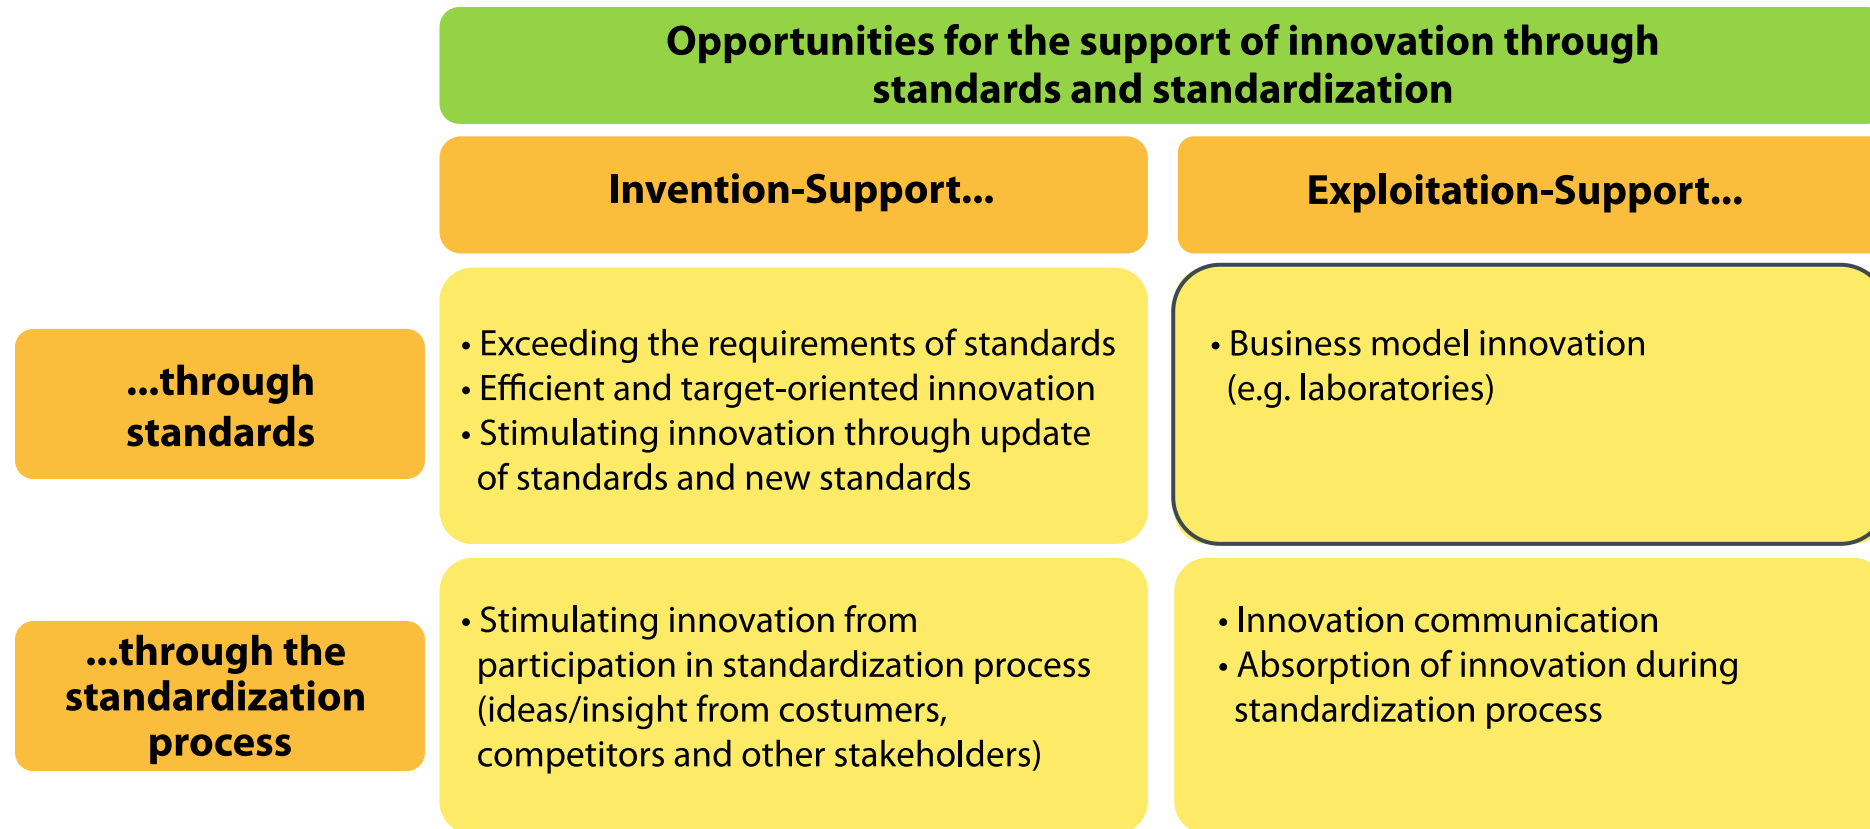 Opportunities for the support of innovation through
standards and standardization
Invention-Support...
Exploitation-Support...
...through
standards
• Exceeding the requirements of standards
• Efficient and target-oriented innovation
• Stimulating innovation through update
of standards and new standards
• Business model innovation
(e.g. laboratories)
...through the
standardization
process
• Stimulating innovation from
participation in standardization process
(ideas/insight from costumers,
competitors and other stakeholders)
• Innovation communication
• Absorption of innovation during
standardization process